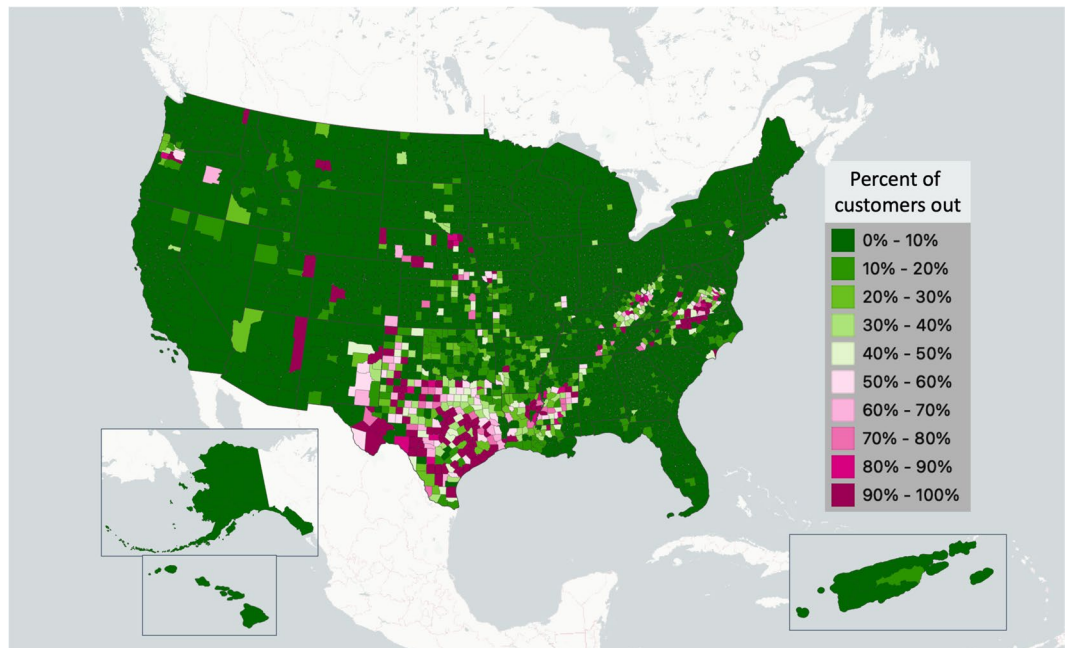 Percent of
customers out
0% - 10%
10% - 20%
20% - 30%
30% - 40%
40% - 50%
50% - 60%
60% - 70%
70% - 80%
80% - 90%
90% - 100%